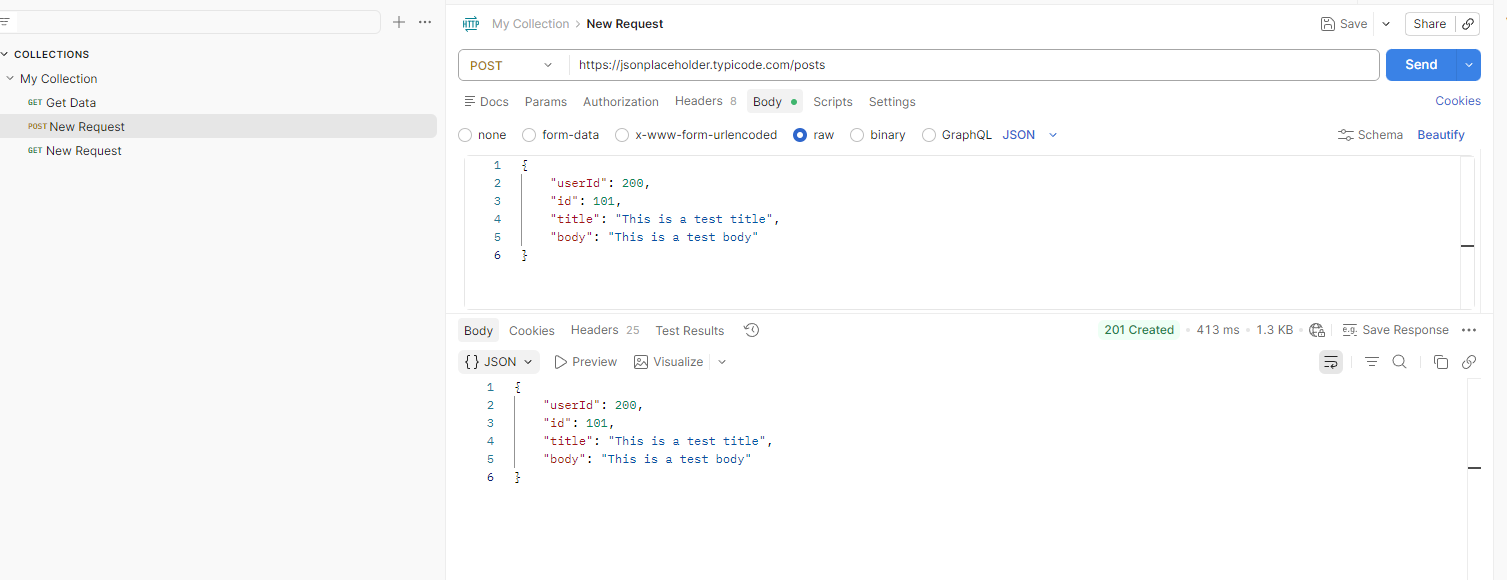 HTTP My Collection > New Request Save Share
COLLECTIONS
My Collection
GET Get Data
POST New Request
GET New Request
POST https://jsonplaceholder.typicode.com/posts Send
Docs Params Authorization Headers 8 Body Scripts Settings Cookies
none form-data x-www-form-urlencoded raw binary GraphQL JSON Schema Beautify
1 {
2 "userId": 200,
3 "id": 101,
4 "title": "This is a test title",
5 "body": "This is a test body"
6 }
Body Cookies Headers 25 Test Results 201 Created • 413 ms • 1.3 KB • e.g. Save Response
{} JSON Preview Visualize
1 {
2 "userId": 200,
3 "id": 101,
4 "title": "This is a test title",
5 "body": "This is a test body"
6 }